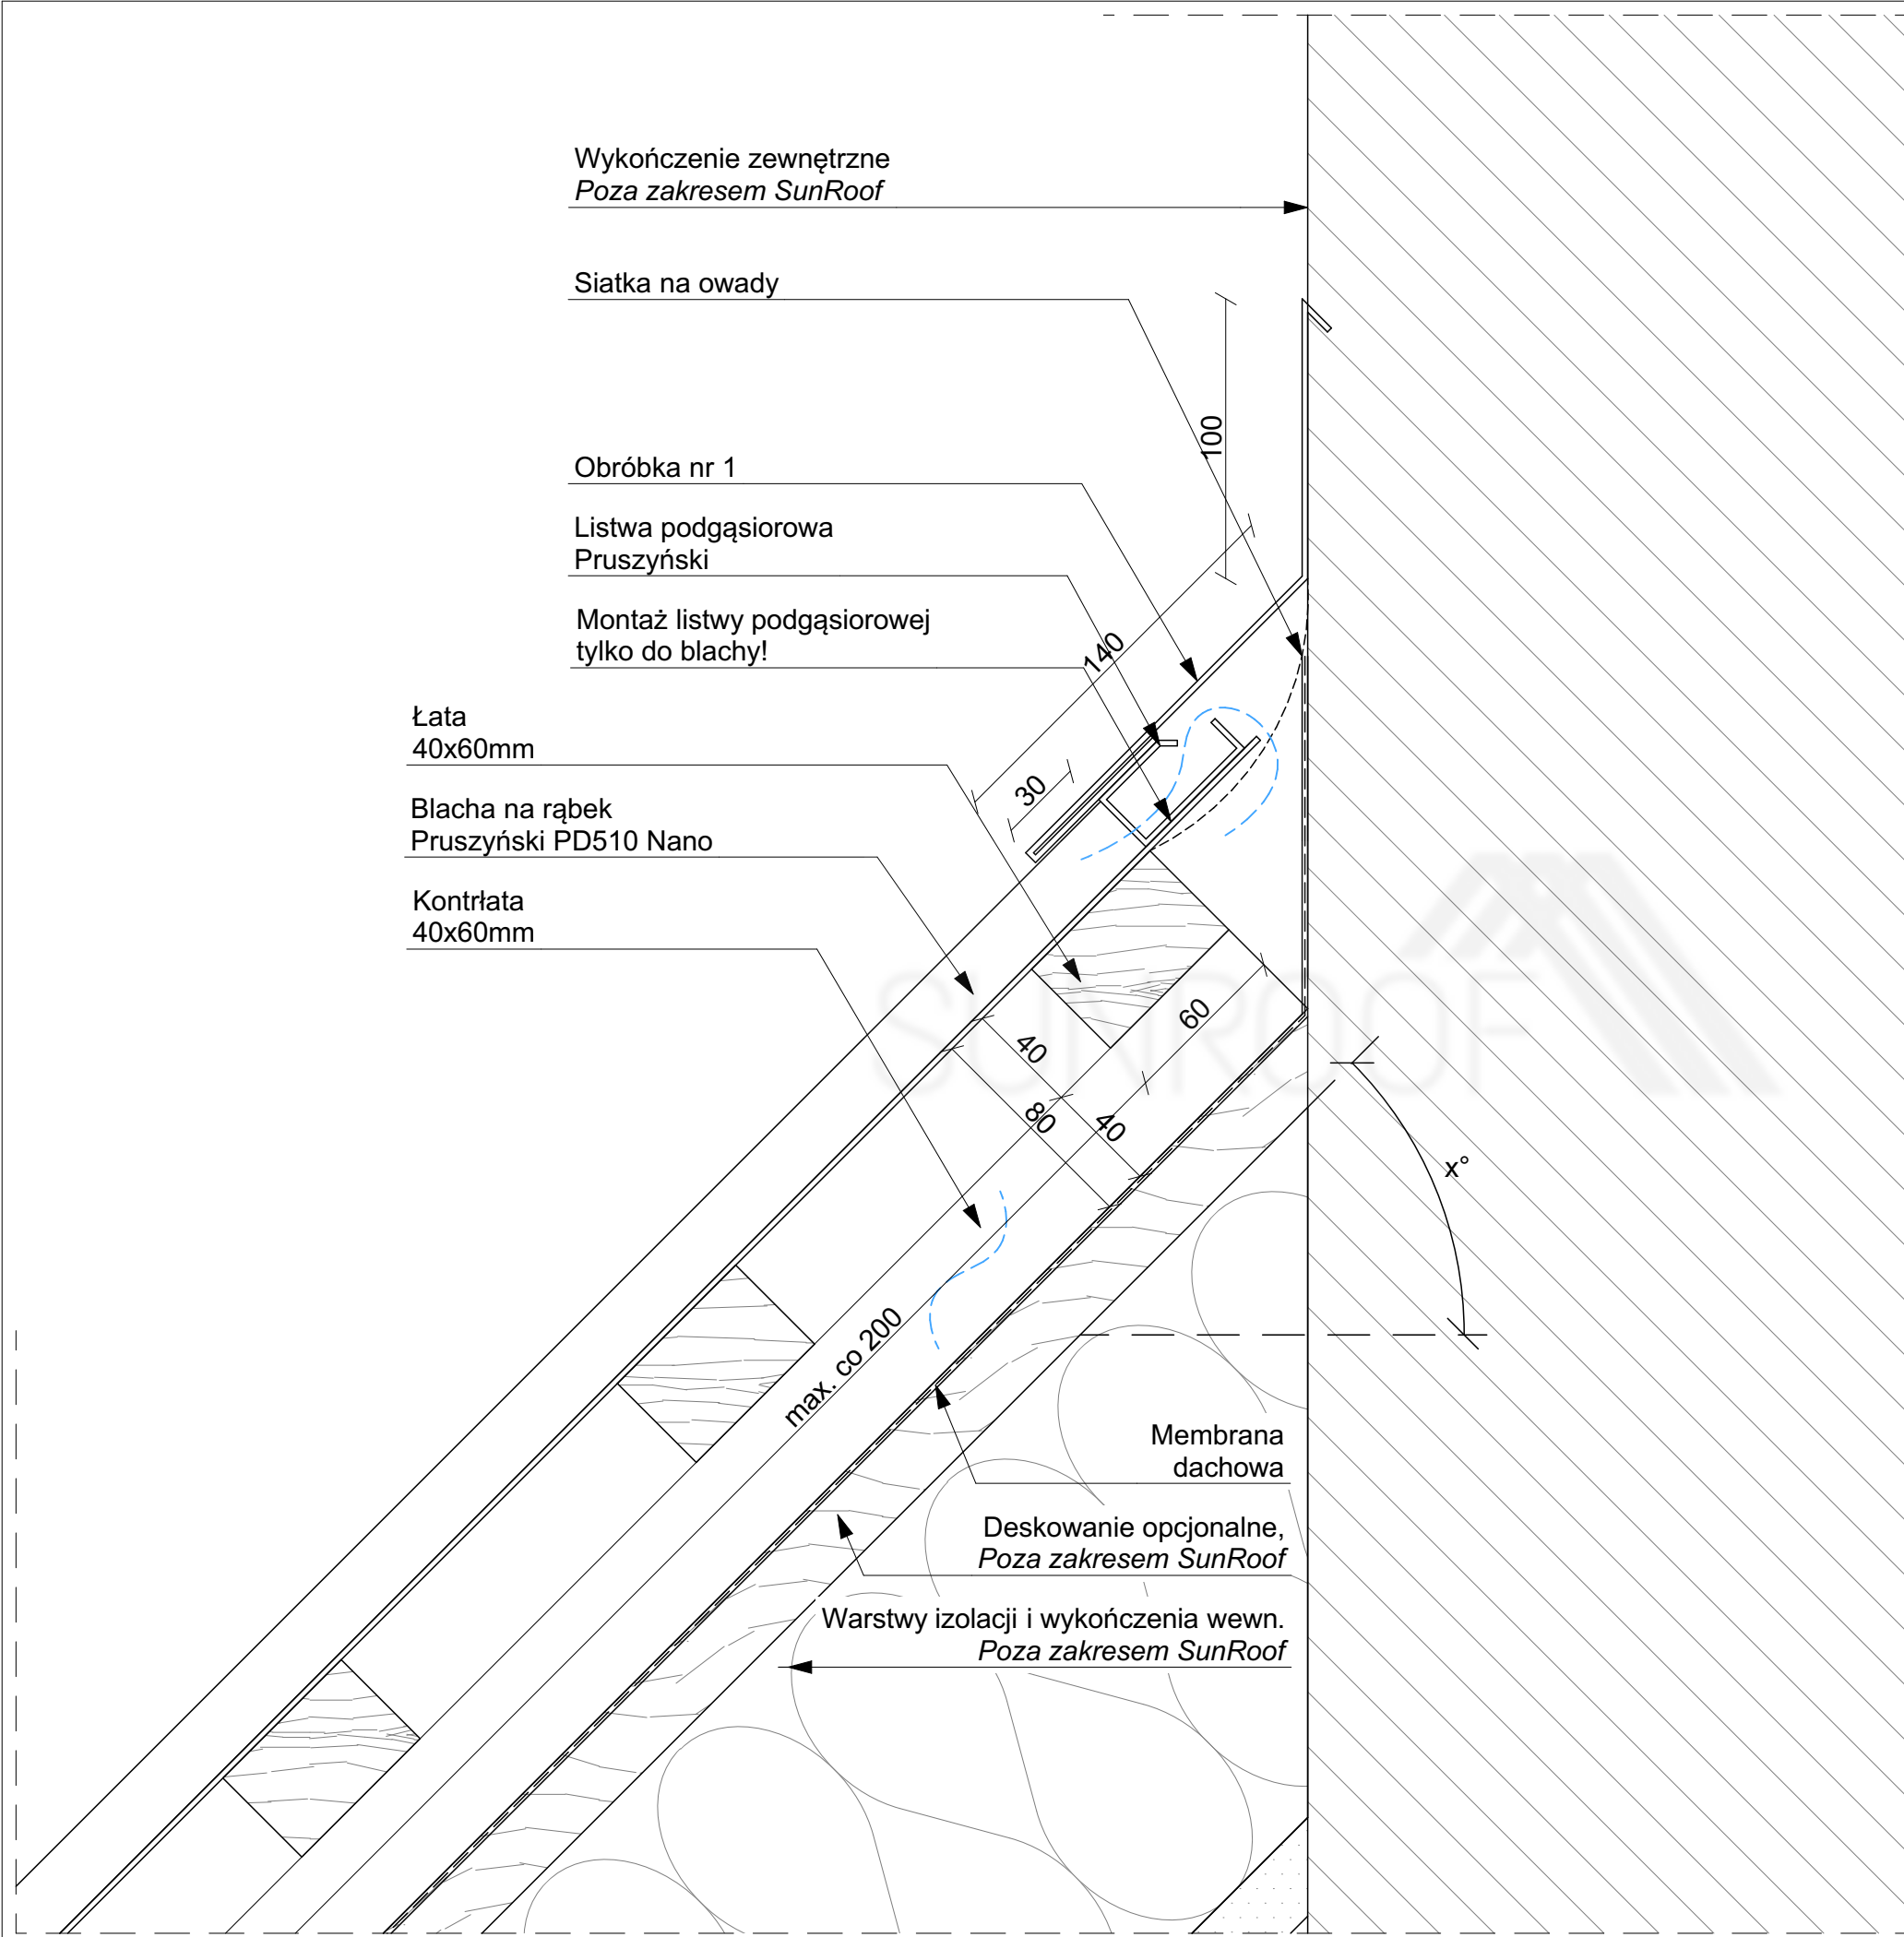 Wykończenie zewnętrzne
Poza zakresem SunRoof
Siatka na owady
100
Obróbka nr 1
Listwa podgąsiorowa
Pruszyński
Montaż listwy podgąsiorowej
tylko do blachy!
140
Łata
40x60mm
30
Blacha na rąbek
Pruszyński PD510 Nano
Kontrłata
40x60mm
SUNROOF
60
40
80
40
x°
max. co 200
Membrana
dachowa
Deskowanie opcjonalne,
Poza zakresem SunRoof
Warstwy izolacji i wykończenia wewn.
Poza zakresem SunRoof